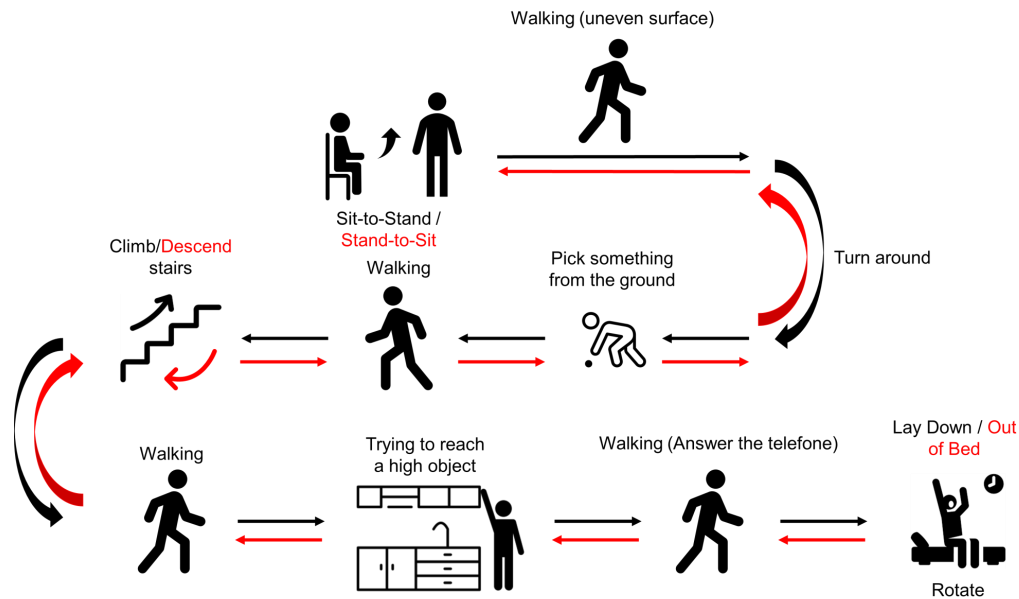 Walking (uneven surface)
Sit-to-Stand /
Stand-to-Sit
Turn around
Climb/Descend
stairs
Walking
Pick something
from the ground
Walking
Trying to reach
a high object
Walking (Answer the telefone)
Lay Down / Out
of Bed
Rotate